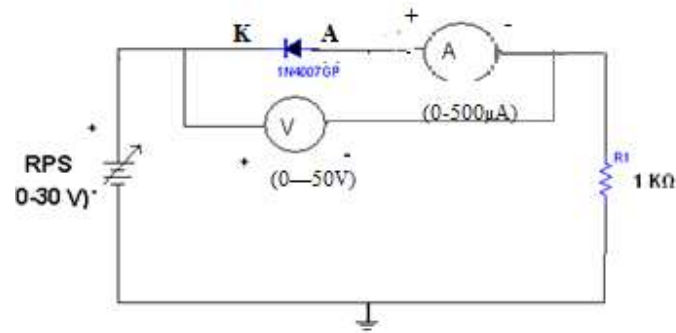 K A + -
1N4007GP
A
V
(0-500µA)
+ -
(0—50V)
+
RPS
0-30 V)
-
R1
1 KΩ